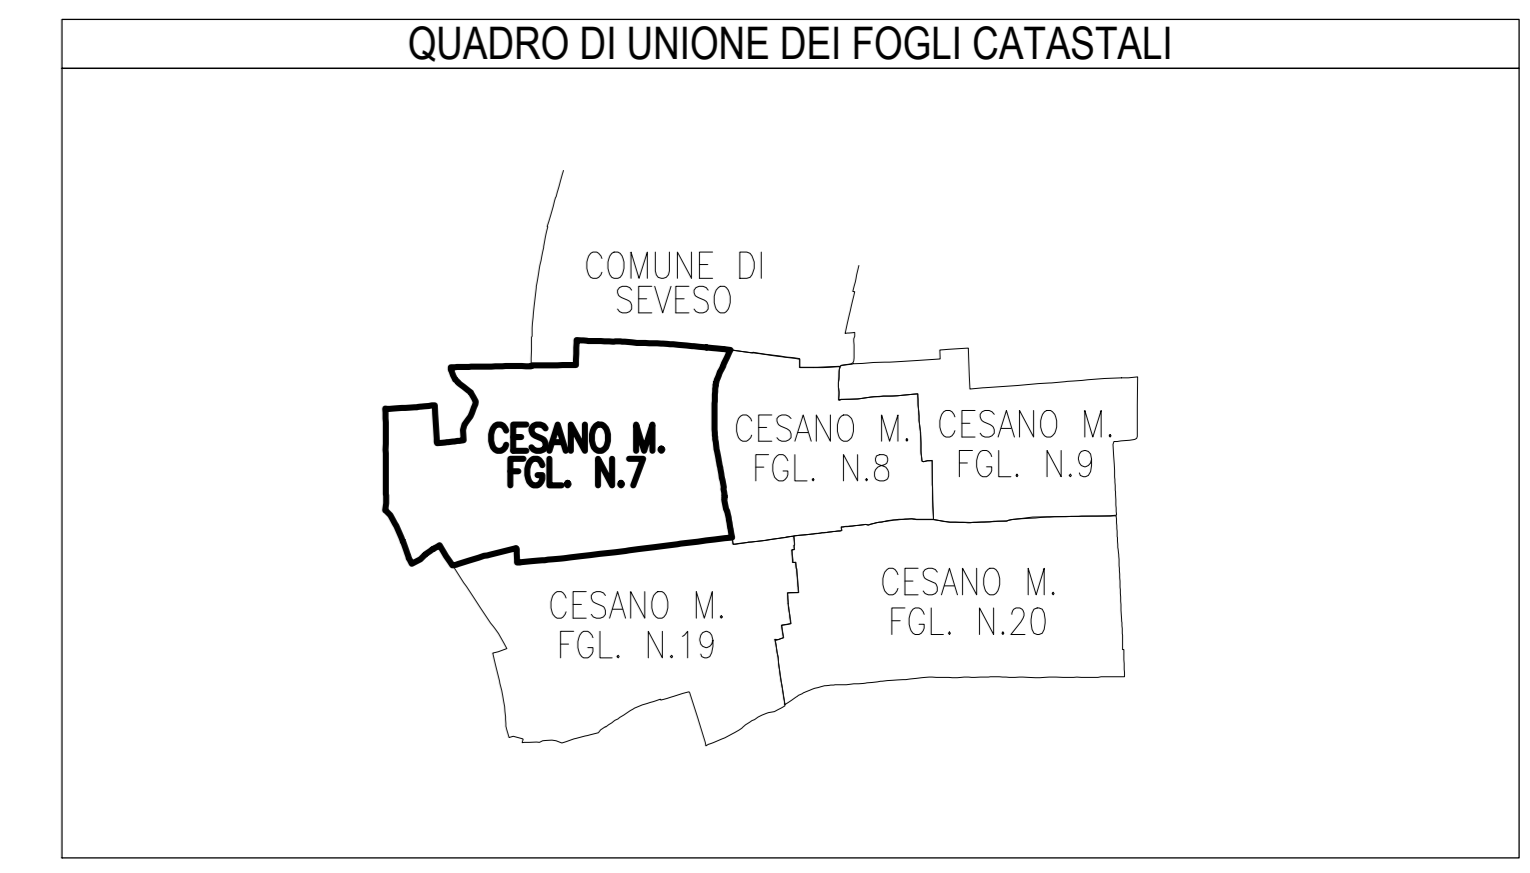 QUADRO DI UNIONE DEI FOGLI CATASTALI
COMUNE DI
SEVESO
CESANO M.
FGL. N.7
CESANO M.
FGL. N.8
CESANO M.
FGL. N.9
CESANO M.
FGL. N.19
CESANO M.
FGL. N.20